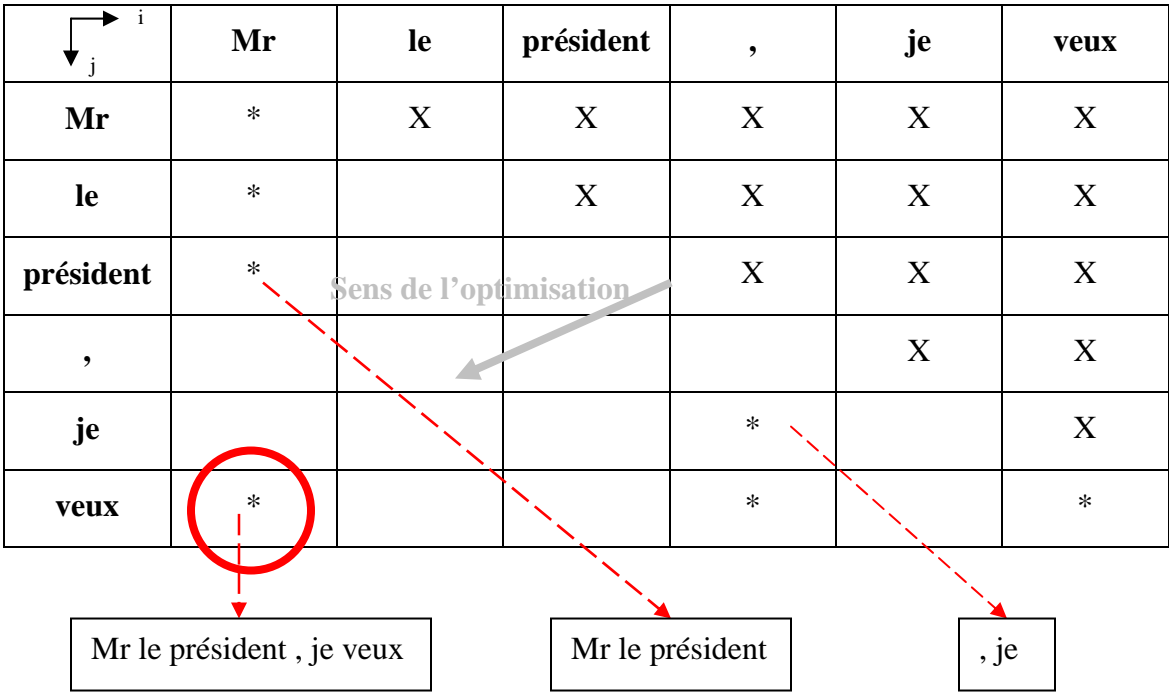 i
j
Mr le président , je veux
Mr * X X X X X
le * X X X X
président * X X X
Sens de l’optimisation
, X X
je * X
veux * * *
Mr le président , je veux
Mr le président
, je